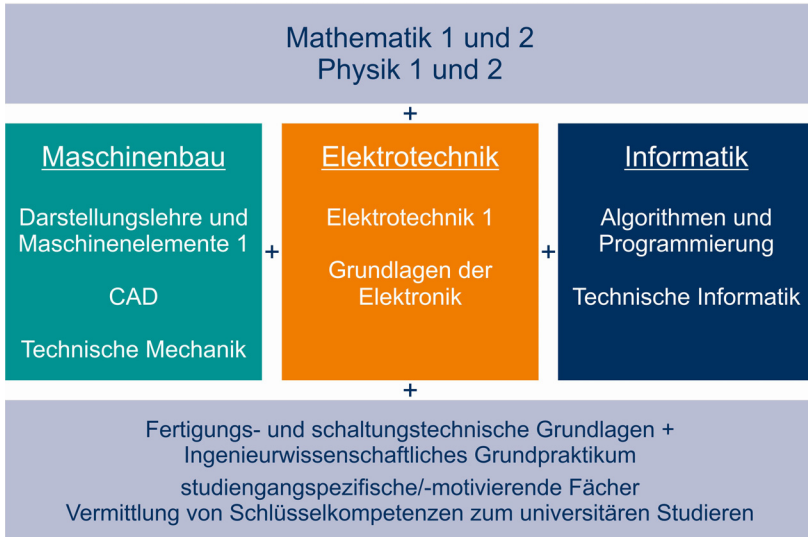 Mathematik 1 und 2
Physik 1 und 2
+
Maschinenbau
Darstellungslehre und
Maschinenelemente 1
CAD
Technische Mechanik
+
Elektrotechnik
Elektrotechnik 1
Grundlagen der
Elektronik
+
Informatik
Algorithmen und
Programmierung
Technische Informatik
+
Fertigungs- und schaltungstechnische Grundlagen +
Ingenieurwissenschaftliches Grundpraktikum
studiengangspezifische/-motivierende Fächer
Vermittlung von Schlüsselkompetenzen zum universitären Studieren